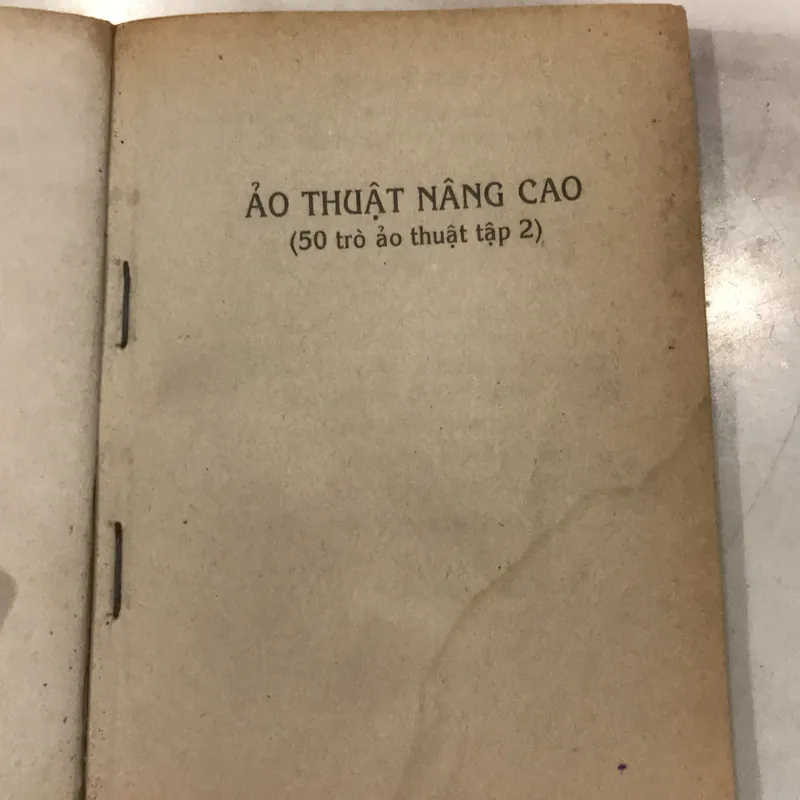 ẢO THUẬT NÂNG CAO
(50 trò ảo thuật tập 2)